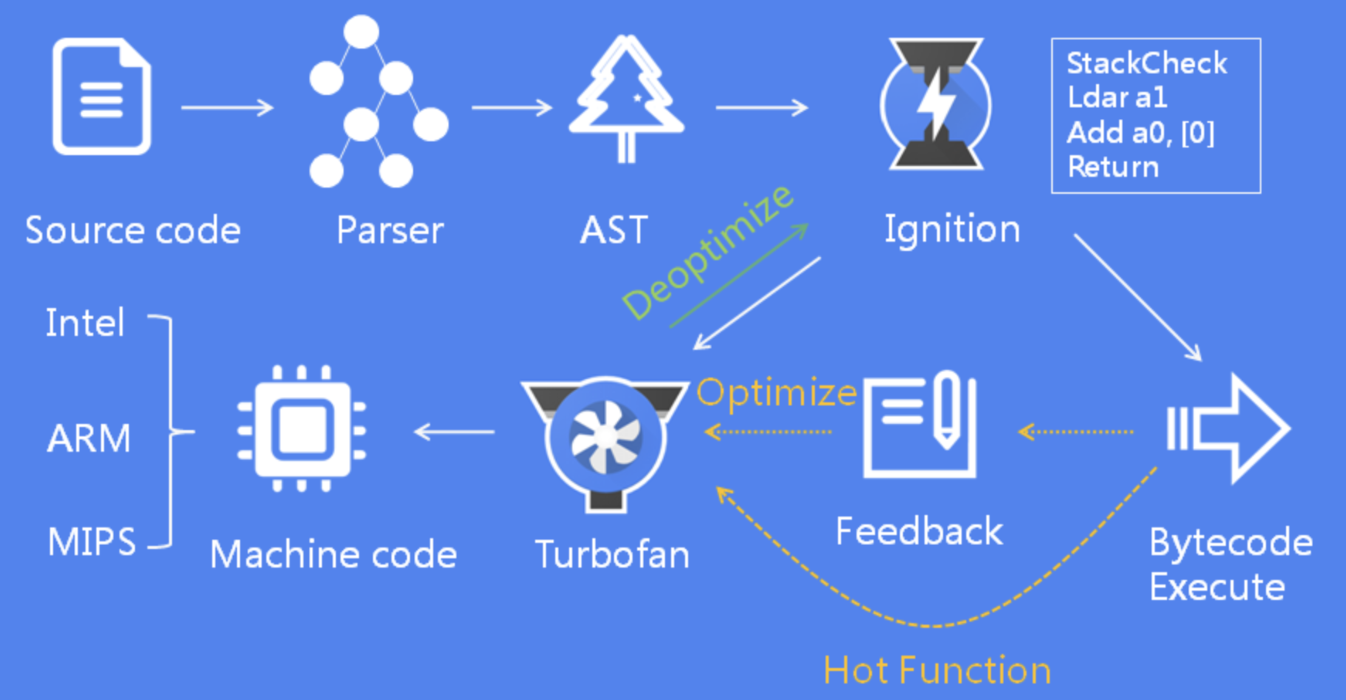 StackCheck
Ldar a1
Add a0, [0]
Return
Source code
Parser
AST
Ignition
Deoptimize
Intel
ARM
MIPS
Optimize
Machine code
Turbofan
Feedback
Bytecode
Execute
Hot Function